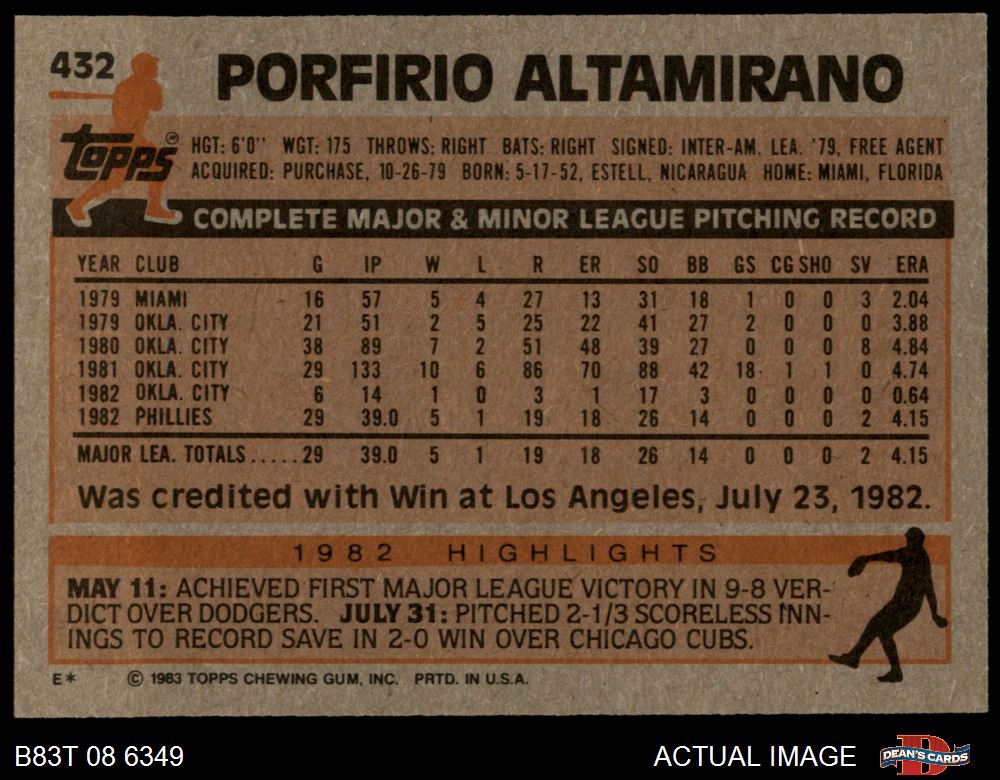 432
PORFIRIO ALTAMIRANO
topps
HGT: 6'0'' WGT: 175 THROWS: RIGHT BATS: RIGHT SIGNED: INTER-AM. LEA. '79, FREE AGENT
ACQUIRED: PURCHASE, 10-26-79 BORN: 5-17-52, ESTELL, NICARAGUA HOME: MIAMI, FLORIDA
COMPLETE MAJOR & MINOR LEAGUE PITCHING RECORD
YEAR CLUB G IP W L R ER SO BB GS CG SHO SV ERA
1979 MIAMI 16 57 5 4 27 13 31 18 1 0 0 3 2.04
1979 OKLA. CITY 21 51 2 5 25 22 41 27 2 0 0 0 3.88
1980 OKLA. CITY 38 89 7 2 51 48 39 27 0 0 0 8 4.84
1981 OKLA. CITY 29 133 10 6 86 70 88 42 18 1 1 0 4.74
1982 OKLA. CITY 6 14 1 0 3 1 17 3 0 0 0 0 0.64
1982 PHILLIES 29 39.0 5 1 19 18 26 14 0 0 0 2 4.15
MAJOR LEA. TOTALS.....29 39.0 5 1 19 18 26 14 0 0 0 2 4.15
Was credited with Win at Los Angeles, July 23, 1982.
1982 HIGHLIGHTS
MAY 11: ACHIEVED FIRST MAJOR LEAGUE VICTORY IN 9-8 VER-
DICT OVER DODGERS. JULY 31: PITCHED 2-1/3 SCORELESS INN-
INGS TO RECORD SAVE IN 2-0 WIN OVER CHICAGO CUBS.
E* © 1983 TOPPS CHEWING GUM, INC. PRTD. IN U.S.A.
B83T 08 6349 ACTUAL IMAGE DEAN'S CARDS